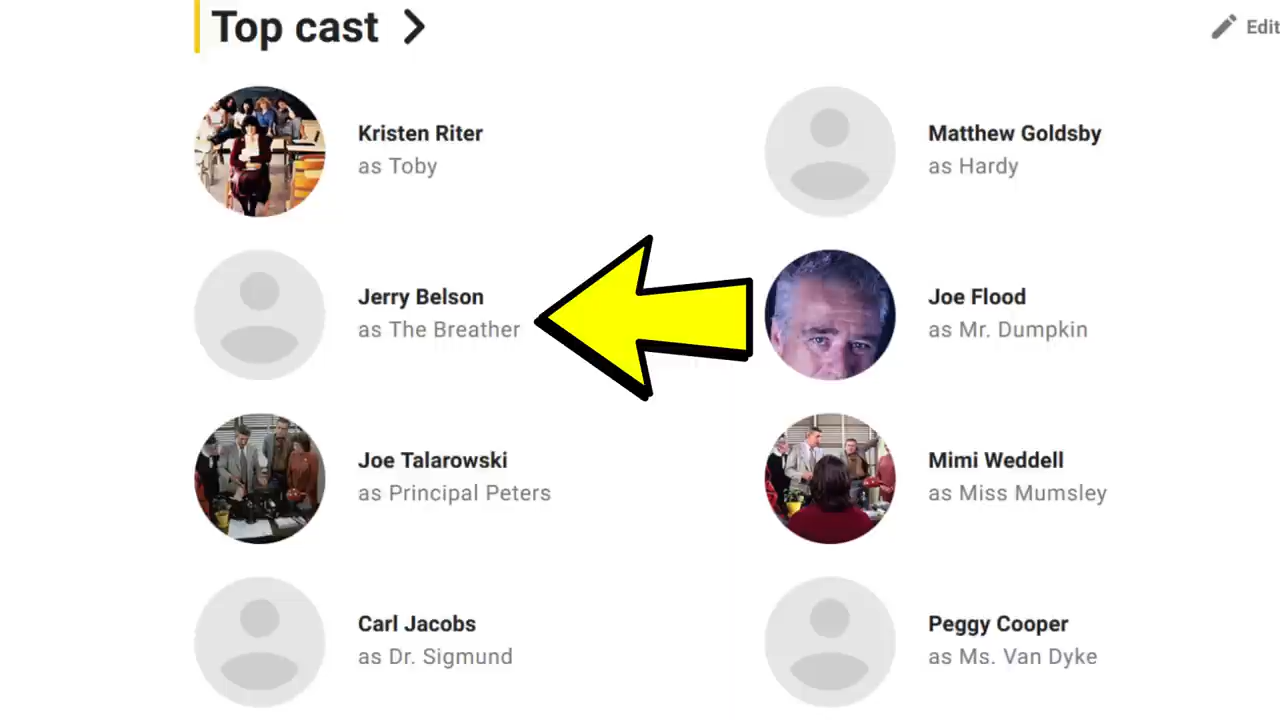 Top cast
Edit
Kristen Riter
as Toby
Matthew Goldsby
as Hardy
Jerry Belson
as The Breather
Joe Flood
as Mr. Dumpkin
Joe Talarowski
as Principal Peters
Mimi Weddell
as Miss Mumsley
Carl Jacobs
as Dr. Sigmund
Peggy Cooper
as Ms. Van Dyke